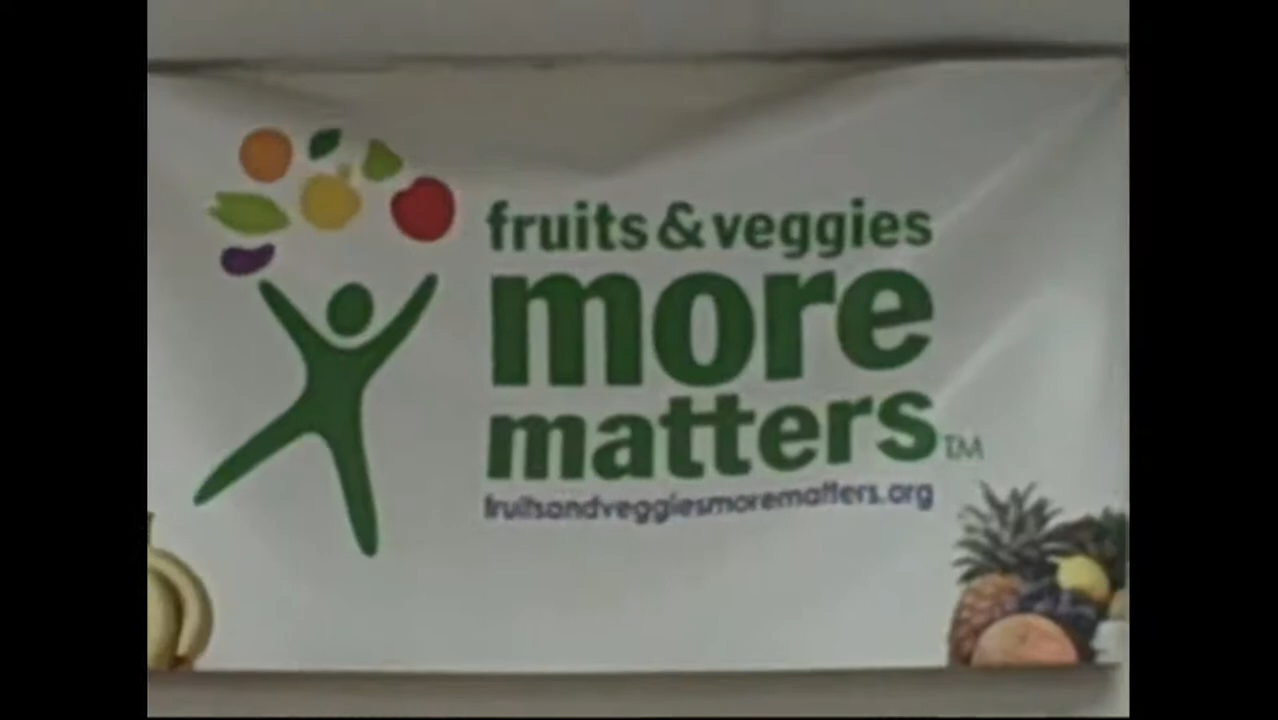 fruits & veggies
more
matters™
fruitsandveggiesmorematters.org